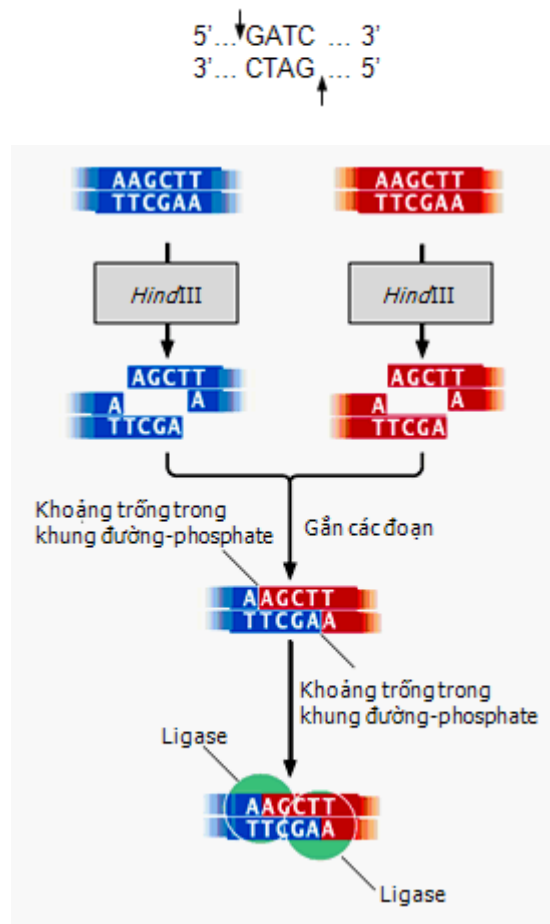 5’...GATC ... 3’
3’... CTAG ... 5’
AAGCTT AAGCTT
TTCGAA TTCGAA
HindIII HindIII
AGCTT AGCTT
A A A A
TTCGA TTCGA
Khoảng trống trong
khung đường-phosphate
Gắn các đoạn
AAGCTT
TTCGAA
Khoảng trống trong
khung đường-phosphate
Ligase
AAGCTT
TTCGAA
Ligase